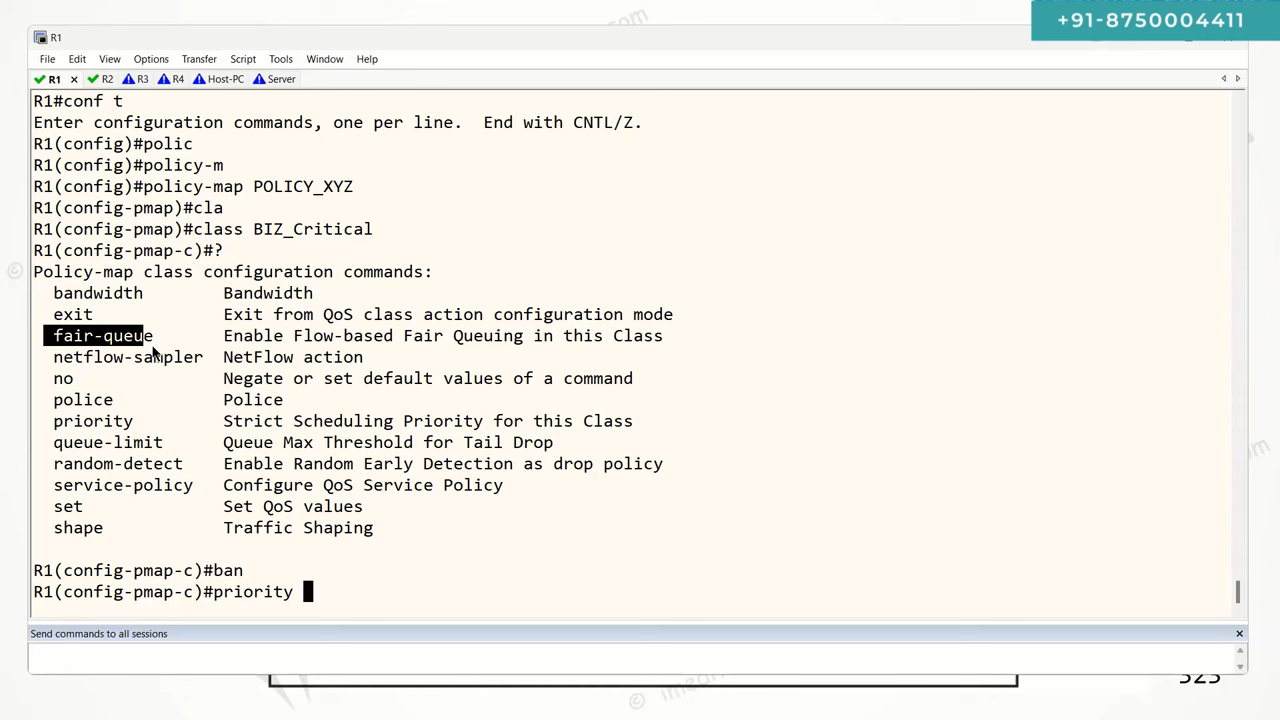 +91-8750004411
R1
File Edit View Options Transfer Script Tools Window Help
R1 × R2 R3 R4 Host-PC Server
R1#conf t
Enter configuration commands, one per line.  End with CNTL/Z.
R1(config)#polic
R1(config)#policy-m
R1(config)#policy-map POLICY_XYZ
R1(config-pmap)#cla
R1(config-pmap)#class BIZ_Critical
R1(config-pmap-c)#?
Policy-map class configuration commands:
bandwidth Bandwidth
exit Exit from QoS class action configuration mode
fair-queue Enable Flow-based Fair Queuing in this Class
netflow-sampler NetFlow action
no Negate or set default values of a command
police Police
priority Strict Scheduling Priority for this Class
queue-limit Queue Max Threshold for Tail Drop
random-detect Enable Random Early Detection as drop policy
service-policy Configure QoS Service Policy
set Set QoS values
shape Traffic Shaping
R1(config-pmap-c)#ban
R1(config-pmap-c)#priority
Send commands to all sessions ×